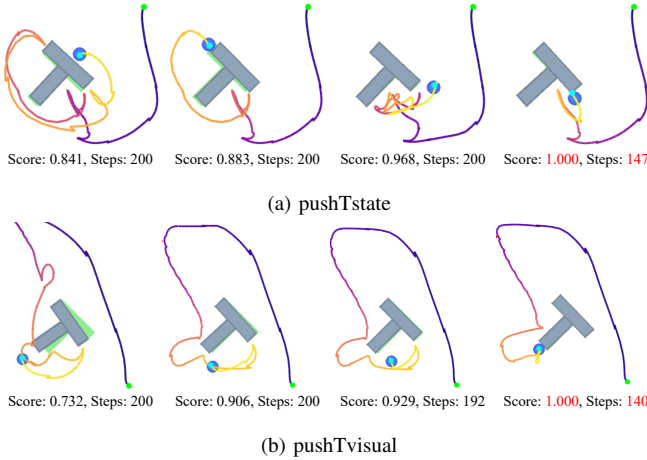 Score: 0.841, Steps: 200 Score: 0.883, Steps: 200 Score: 0.968, Steps: 200 Score: 1.000, Steps: 147
(a) pushTstate
Score: 0.732, Steps: 200 Score: 0.906, Steps: 200 Score: 0.929, Steps: 192 Score: 1.000, Steps: 140
(b) pushTvisual